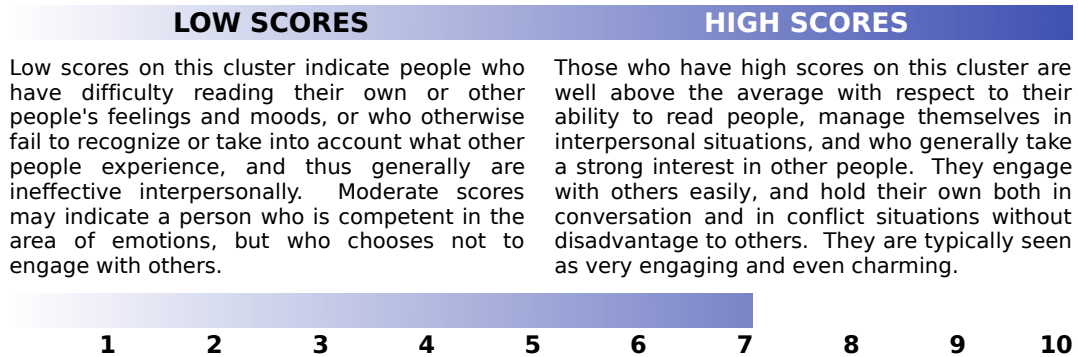 LOW SCORES
HIGH SCORES
Low scores on this cluster indicate people who
have difficulty reading their own or other
people's feelings and moods, or who otherwise
fail to recognize or take into account what other
people experience, and thus generally are
ineffective interpersonally. Moderate scores
may indicate a person who is competent in the
area of emotions, but who chooses not to
engage with others.
Those who have high scores on this cluster are
well above the average with respect to their
ability to read people, manage themselves in
interpersonal situations, and who generally take
a strong interest in other people. They engage
with others easily, and hold their own both in
conversation and in conflict situations without
disadvantage to others. They are typically seen
as very engaging and even charming.
1 2 3 4 5 6 7 8 9 10